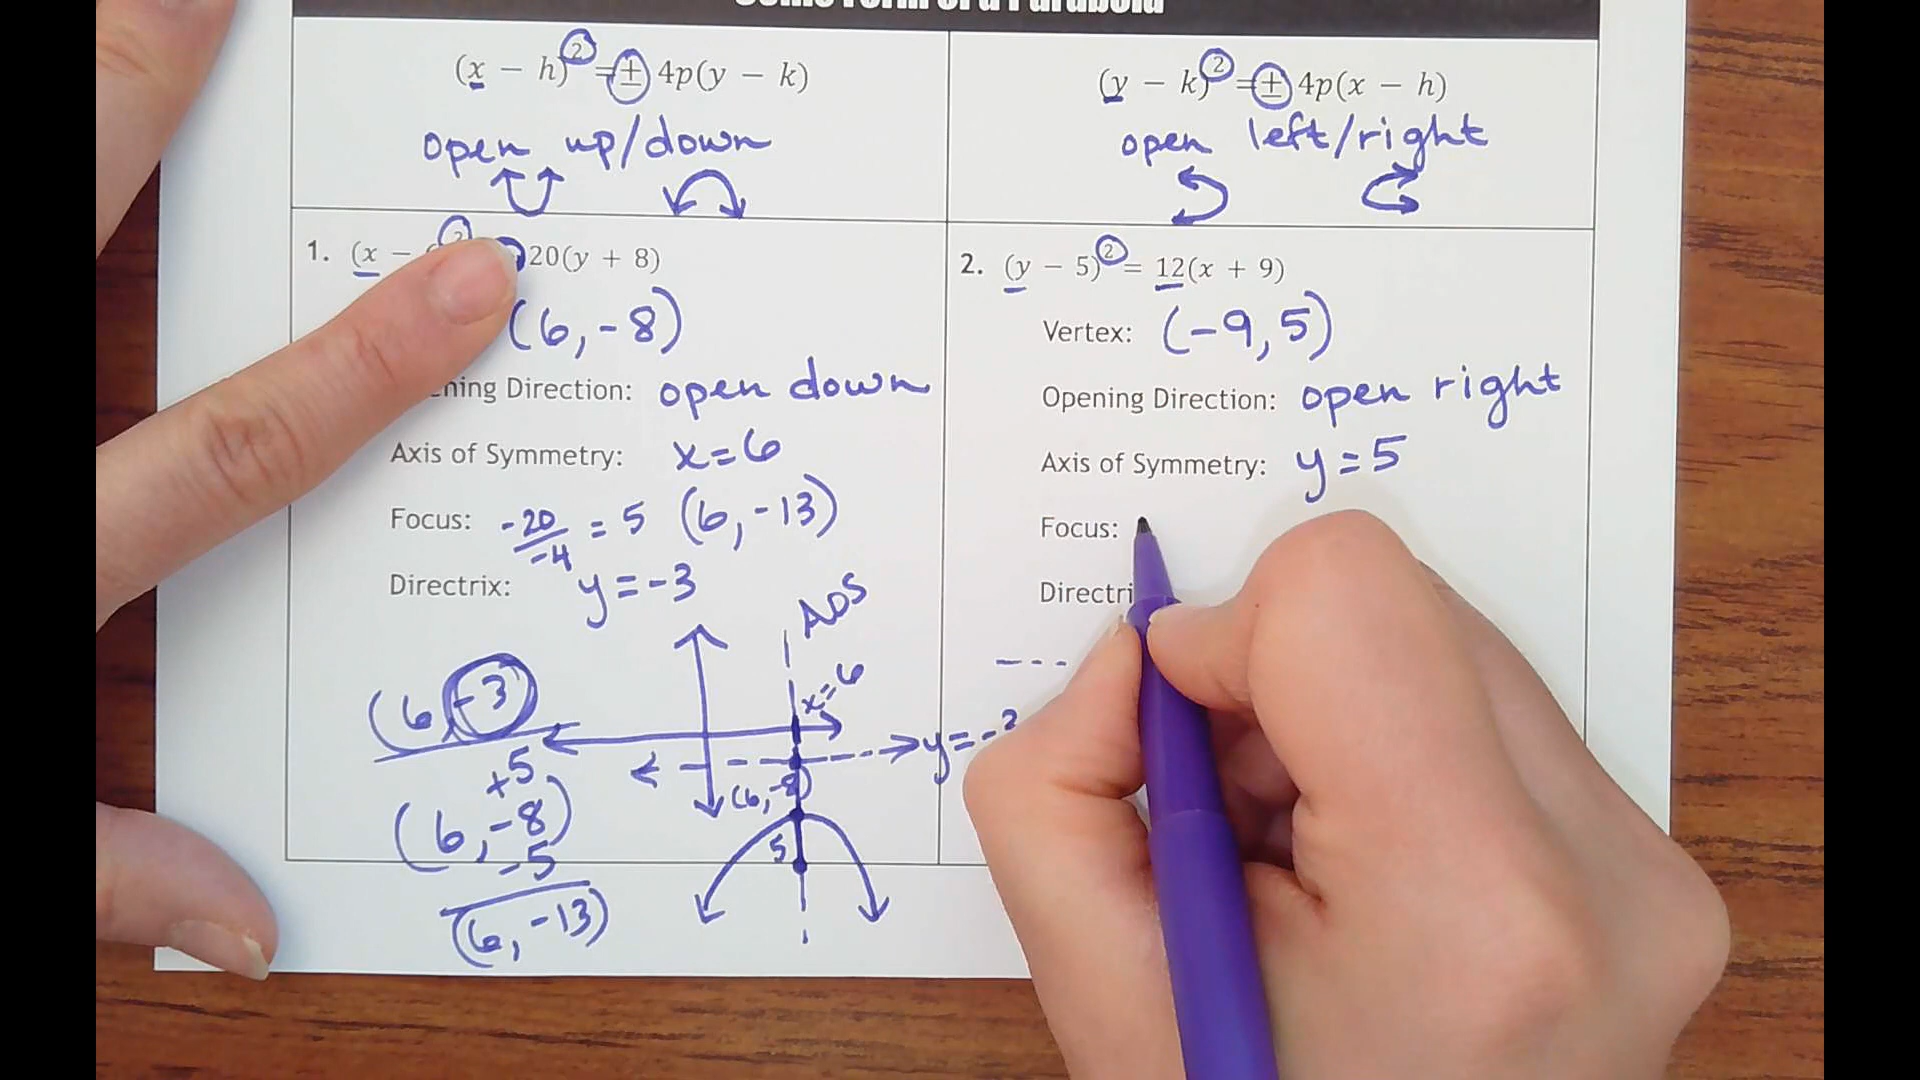 Form of a Parabola
(x − h)² = ± 4p(y − k)
open up/down
1. (x − 20(y + 8)
(6, -8)
ning Direction: open down
Axis of Symmetry: x=6
Focus: -20/-4 = 5 (6, -13)
Directrix: y=-3
AOS
x=6
(6, -3)
+5
(6, -8)
-5
(6, -13)
y=-3
(6, -8)
5
(y − k)² = ± 4p(x − h)
open left/right
2. (y − 5)² = 12(x + 9)
Vertex: (-9, 5)
Opening Direction: open right
Axis of Symmetry: y=5
Focus:
Directri